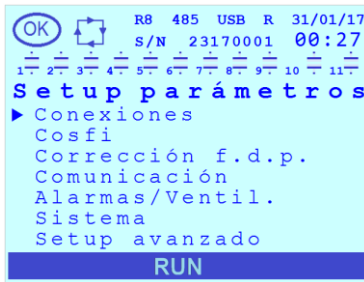 OK R8 485 USB R 31/01/17
S/N 23170001 00:27
1 2 3 4 5 6 7 8 9 10 11
Setup parámetros
Conexiones
Cosfi
Corrección f.d.p.
Comunicación
Alarmas/Ventil.
Sistema
Setup avanzado
RUN